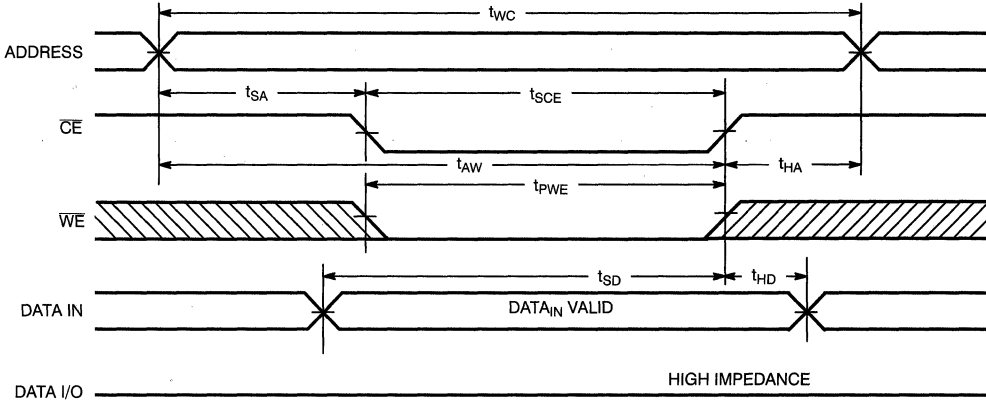 tWC
ADDRESS
tSA
tSCE
CE
tAW
tHA
tPWE
WE
tSD
tHD
DATA IN
DATAIN VALID
HIGH IMPEDANCE
DATA I/O